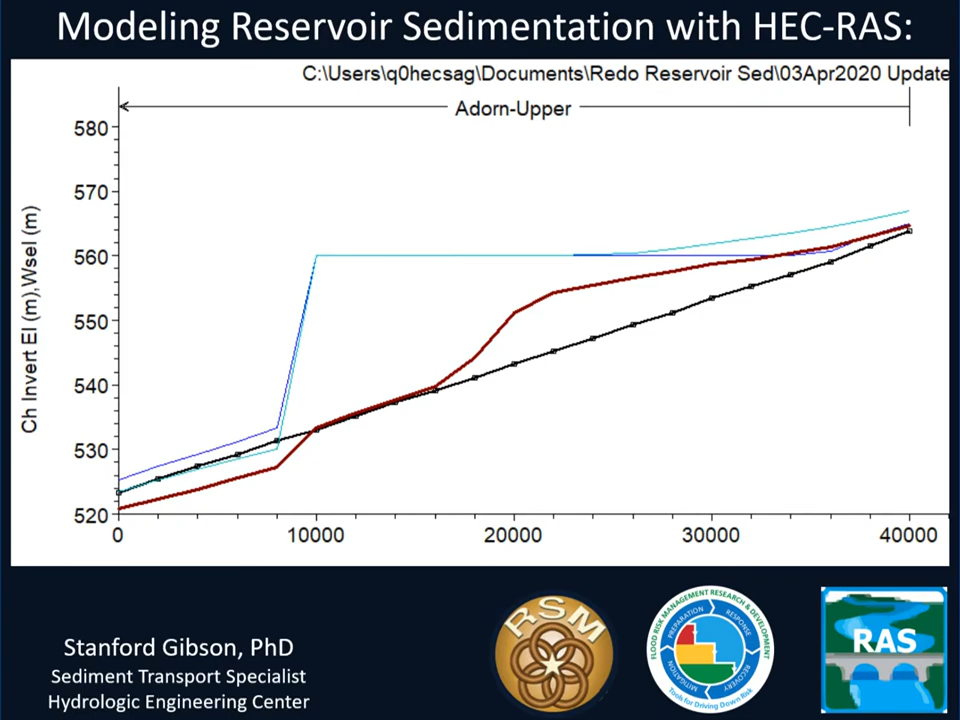 Modeling Reservoir Sedimentation with HEC-RAS:
C:\Users\q0hecsag\Documents\Redo Reservoir Sed\03Apr2020 Update
Adorn-Upper
580
570
560
550
540
530
520
Ch Invert El (m),Wsel (m)
0 10000 20000 30000 40000
Stanford Gibson, PhD
Sediment Transport Specialist
Hydrologic Engineering Center
RSM
FLOOD RISK MANAGEMENT RESEARCH & DEVELOPMENT
PREPARATION
RESPONSE
RECOVERY
MITIGATION
Tools for Driving Down Risk
RAS